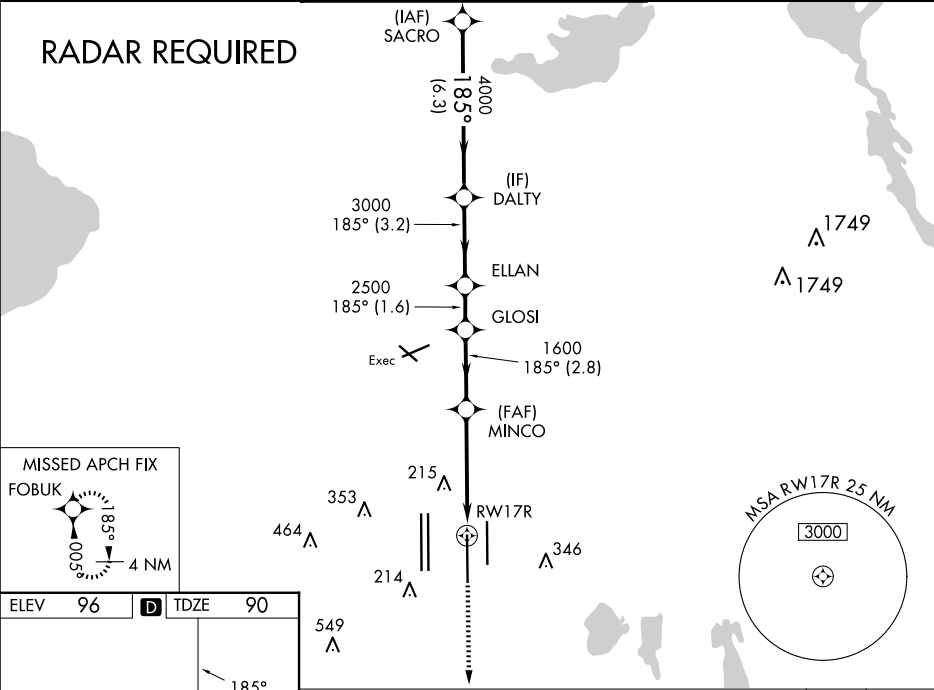 RADAR REQUIRED
(IAF)
SACRO
4000
185°
(6.3)
(IF)
DALTY
3000
185° (3.2)
ELLAN
2500
185° (1.6)
GLOSI
Exec
1600
185° (2.8)
(FAF)
MINCO
1749
1749
MISSED APCH FIX
FOBUK
185°
005°
4 NM
215
353
464
RW17R
346
214
549
MSA RW17R 25 NM
3000
ELEV 96 D TDZE 90
185°